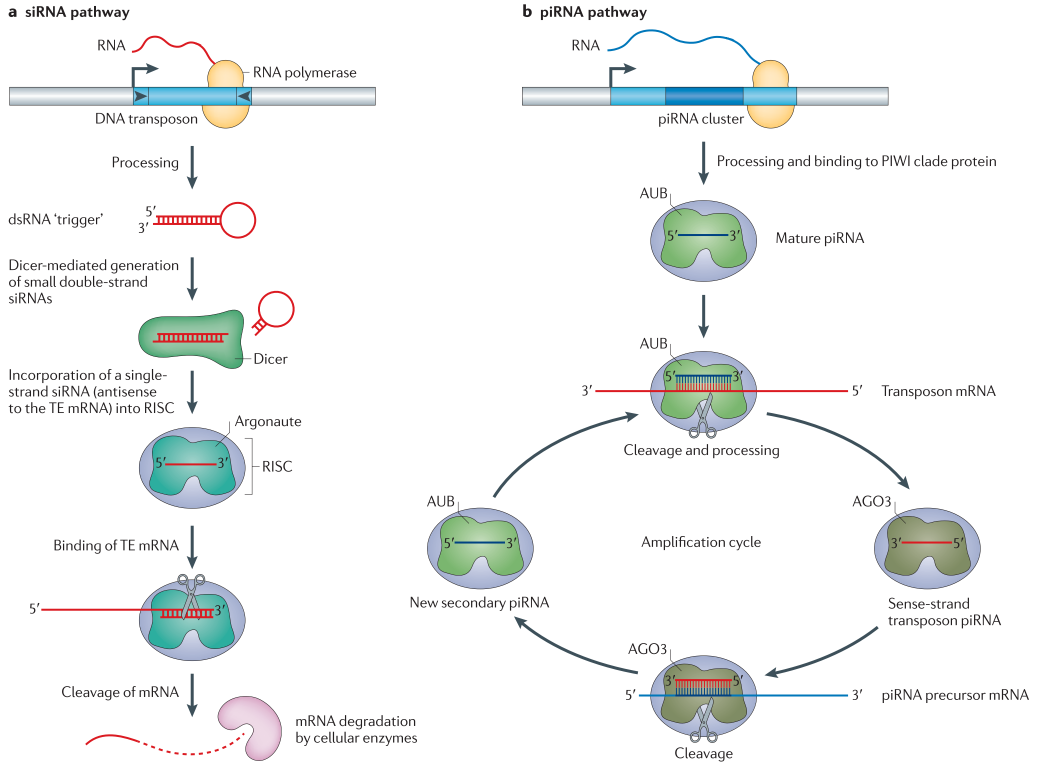 a siRNA pathway
RNA
RNA polymerase
DNA transposon
Processing
dsRNA ‘trigger’
5′
3′
Dicer-mediated generation
of small double-strand
siRNAs
Dicer
Incorporation of a single-
strand siRNA (antisense
to the TE mRNA) into RISC
Argonaute
5′ 3′
RISC
Binding of TE mRNA
5′ 3′
Cleavage of mRNA
mRNA degradation
by cellular enzymes
b piRNA pathway
RNA
piRNA cluster
Processing and binding to PIWI clade protein
AUB
5′ 3′
Mature piRNA
AUB
5′ 3′
3′ 5′
Transposon mRNA
Cleavage and processing
AUB
5′ 3′
New secondary piRNA
Amplification cycle
AGO3
3′ 5′
Sense-strand
transposon piRNA
AGO3
3′ 5′
5′ 3′
piRNA precursor mRNA
Cleavage